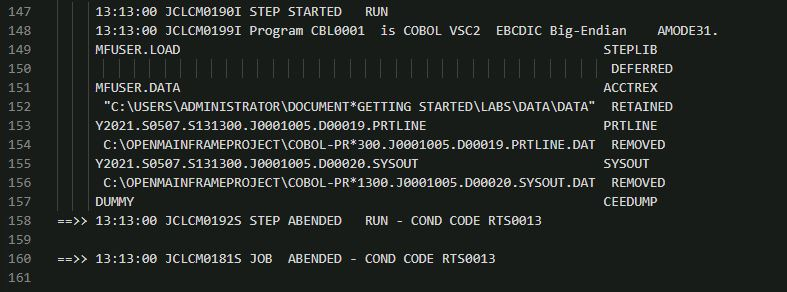 147 13:13:00 JCLCM0190I STEP STARTED   RUN
148 13:13:00 JCLCM0199I Program CBL0001  is COBOL VSC2  EBCDIC Big-Endian    AMODE31.
149 MFUSER.LOAD STEPLIB
150 DEFERRED
151 MFUSER.DATA ACCTREX
152 "C:\USERS\ADMINISTRATOR\DOCUMENT*GETTING STARTED\LABS\DATA\DATA"  RETAINED
153 Y2021.S0507.S131300.J0001005.D00019.PRTLINE PRTLINE
154 C:\OPENMAINFRAMEPROJECT\COBOL-PR*300.J0001005.D00019.PRTLINE.DAT  REMOVED
155 Y2021.S0507.S131300.J0001005.D00020.SYSOUT SYSOUT
156 C:\OPENMAINFRAMEPROJECT\COBOL-PR*1300.J0001005.D00020.SYSOUT.DAT  REMOVED
157 DUMMY CEEDUMP
158 ==>> 13:13:00 JCLCM0192S STEP ABENDED   RUN - COND CODE RTS0013
159
160 ==>> 13:13:00 JCLCM0181S JOB  ABENDED - COND CODE RTS0013
161